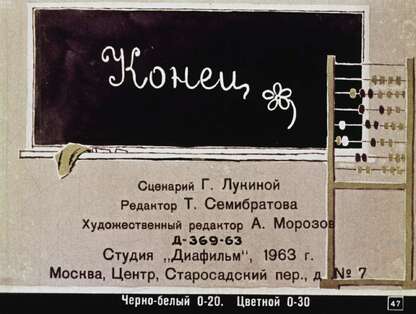 Конец
Сценарий Г. Лукиной
Редактор Т. Семибратова
Художественный редактор А. Морозов
Д-369-63
Студия „Диафильм", 1963 г.
Москва, Центр, Старосадский пер., д. № 7
Черно-белый 0-20. Цветной 0-30
47